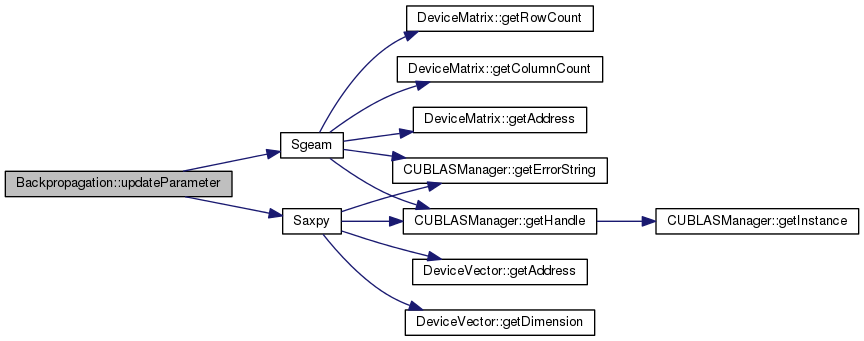 DeviceMatrix::getRowCount
DeviceMatrix::getColumnCount
DeviceMatrix::getAddress
Sgeam
CUBLASManager::getErrorString
Backpropagation::updateParameter
Saxpy
CUBLASManager::getHandle
CUBLASManager::getInstance
DeviceVector::getAddress
DeviceVector::getDimension